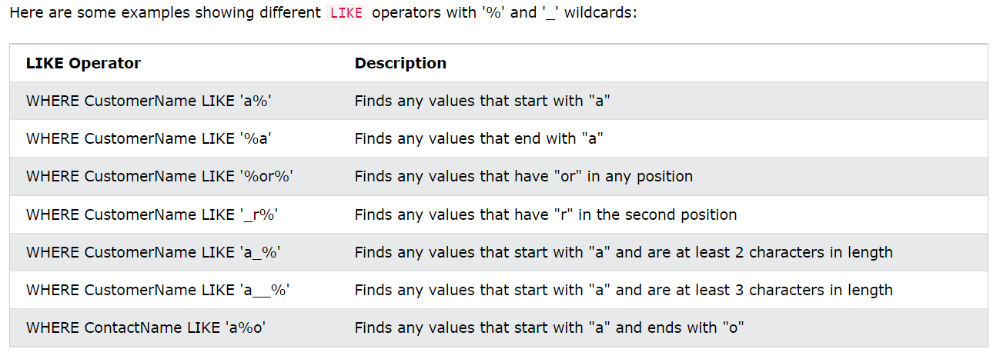 Here are some examples showing different LIKE operators with '%' and '_' wildcards:
LIKE Operator Description
WHERE CustomerName LIKE 'a%' Finds any values that start with "a"
WHERE CustomerName LIKE '%a' Finds any values that end with "a"
WHERE CustomerName LIKE '%or%' Finds any values that have "or" in any position
WHERE CustomerName LIKE '_r%' Finds any values that have "r" in the second position
WHERE CustomerName LIKE 'a_%' Finds any values that start with "a" and are at least 2 characters in length
WHERE CustomerName LIKE 'a__%' Finds any values that start with "a" and are at least 3 characters in length
WHERE ContactName LIKE 'a%o' Finds any values that start with "a" and ends with "o"